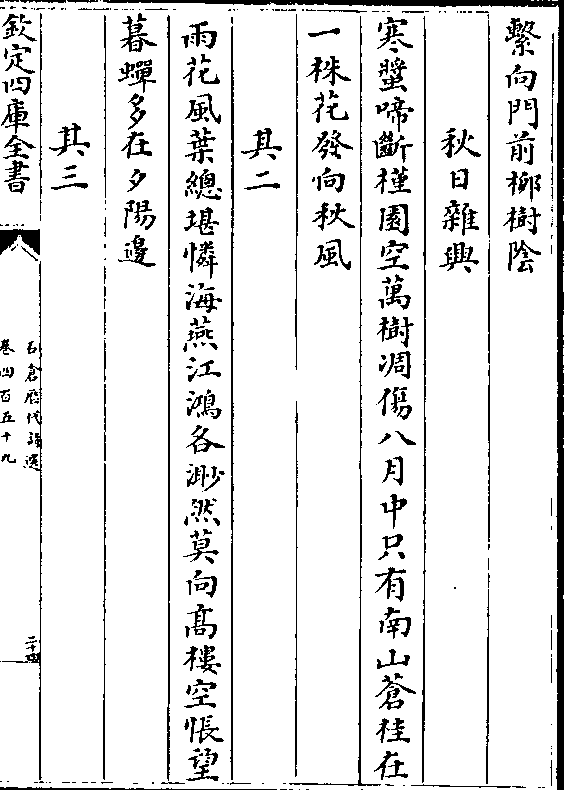 繫向門前柳樹陰
秋日雜興
寒螿啼斷槿園空萬樹凋傷八月中只有南山蒼桂在
一株花發向秋風
其二
雨花風葉總堪憐海燕江鴻各渺然莫向髙樓空悵望
暮蟬多在夕陽邊
其三
欽定四庫全書
石倉歴代詩選
卷四百五十九
二十四